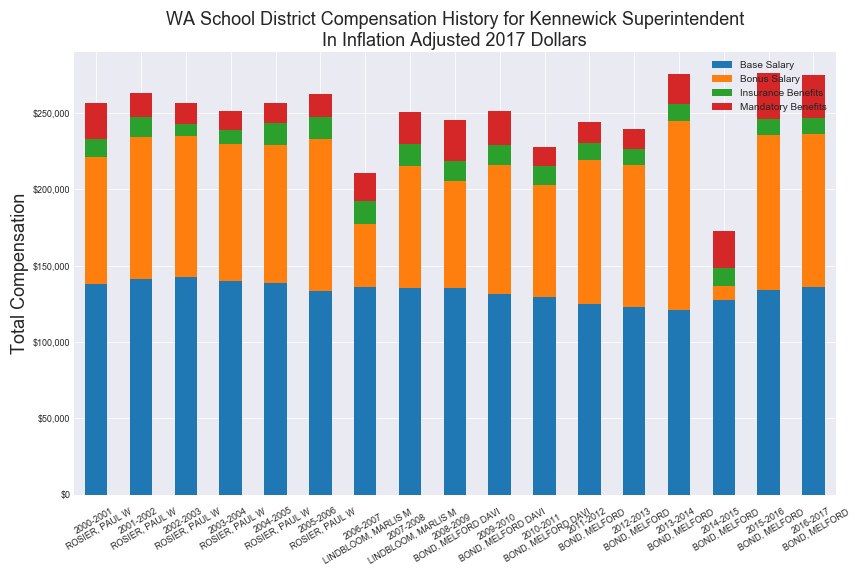 WA School District Compensation History for Kennewick Superintendent
In Inflation Adjusted 2017 Dollars
Base Salary
Bonus Salary
Insurance Benefits
Mandatory Benefits
Total Compensation
$250,000
$200,000
$150,000
$100,000
$50,000
$0
2000-2001
ROSIER, PAUL W
2001-2002
ROSIER, PAUL W
2002-2003
ROSIER, PAUL W
2003-2004
ROSIER, PAUL W
2004-2005
ROSIER, PAUL W
2005-2006
ROSIER, PAUL W
2006-2007
LINDBLOOM, MARLIS M
2007-2008
LINDBLOOM, MARLIS M
2008-2009
BOND, MELFORD DAVI
2009-2010
BOND, MELFORD DAVI
2010-2011
BOND, MELFORD DAVI
2011-2012
BOND, MELFORD
2012-2013
BOND, MELFORD
2013-2014
BOND, MELFORD
2014-2015
BOND, MELFORD
2015-2016
BOND, MELFORD
2016-2017
BOND, MELFORD